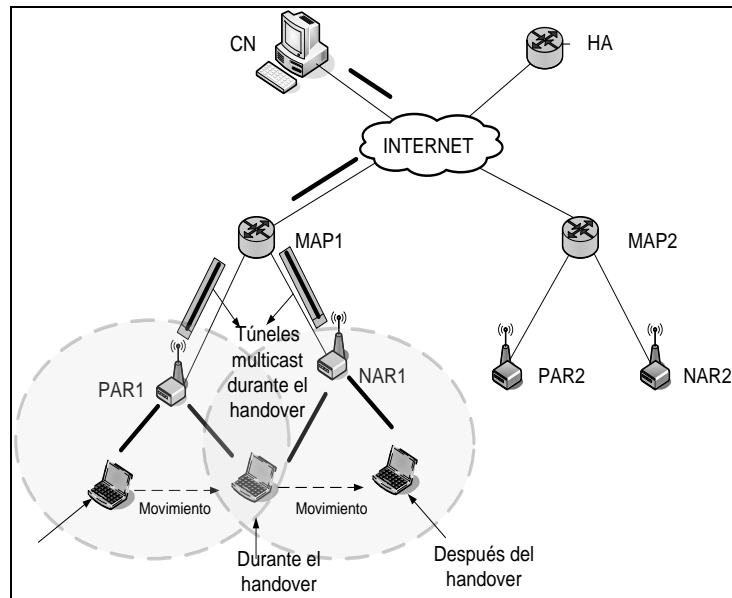 CN
HA
INTERNET
MAP1
MAP2
Túneles
multicast
durante el
handover
PAR1
NAR1
PAR2
NAR2
Movimiento
Movimiento
Durante el
handover
Después del
handover